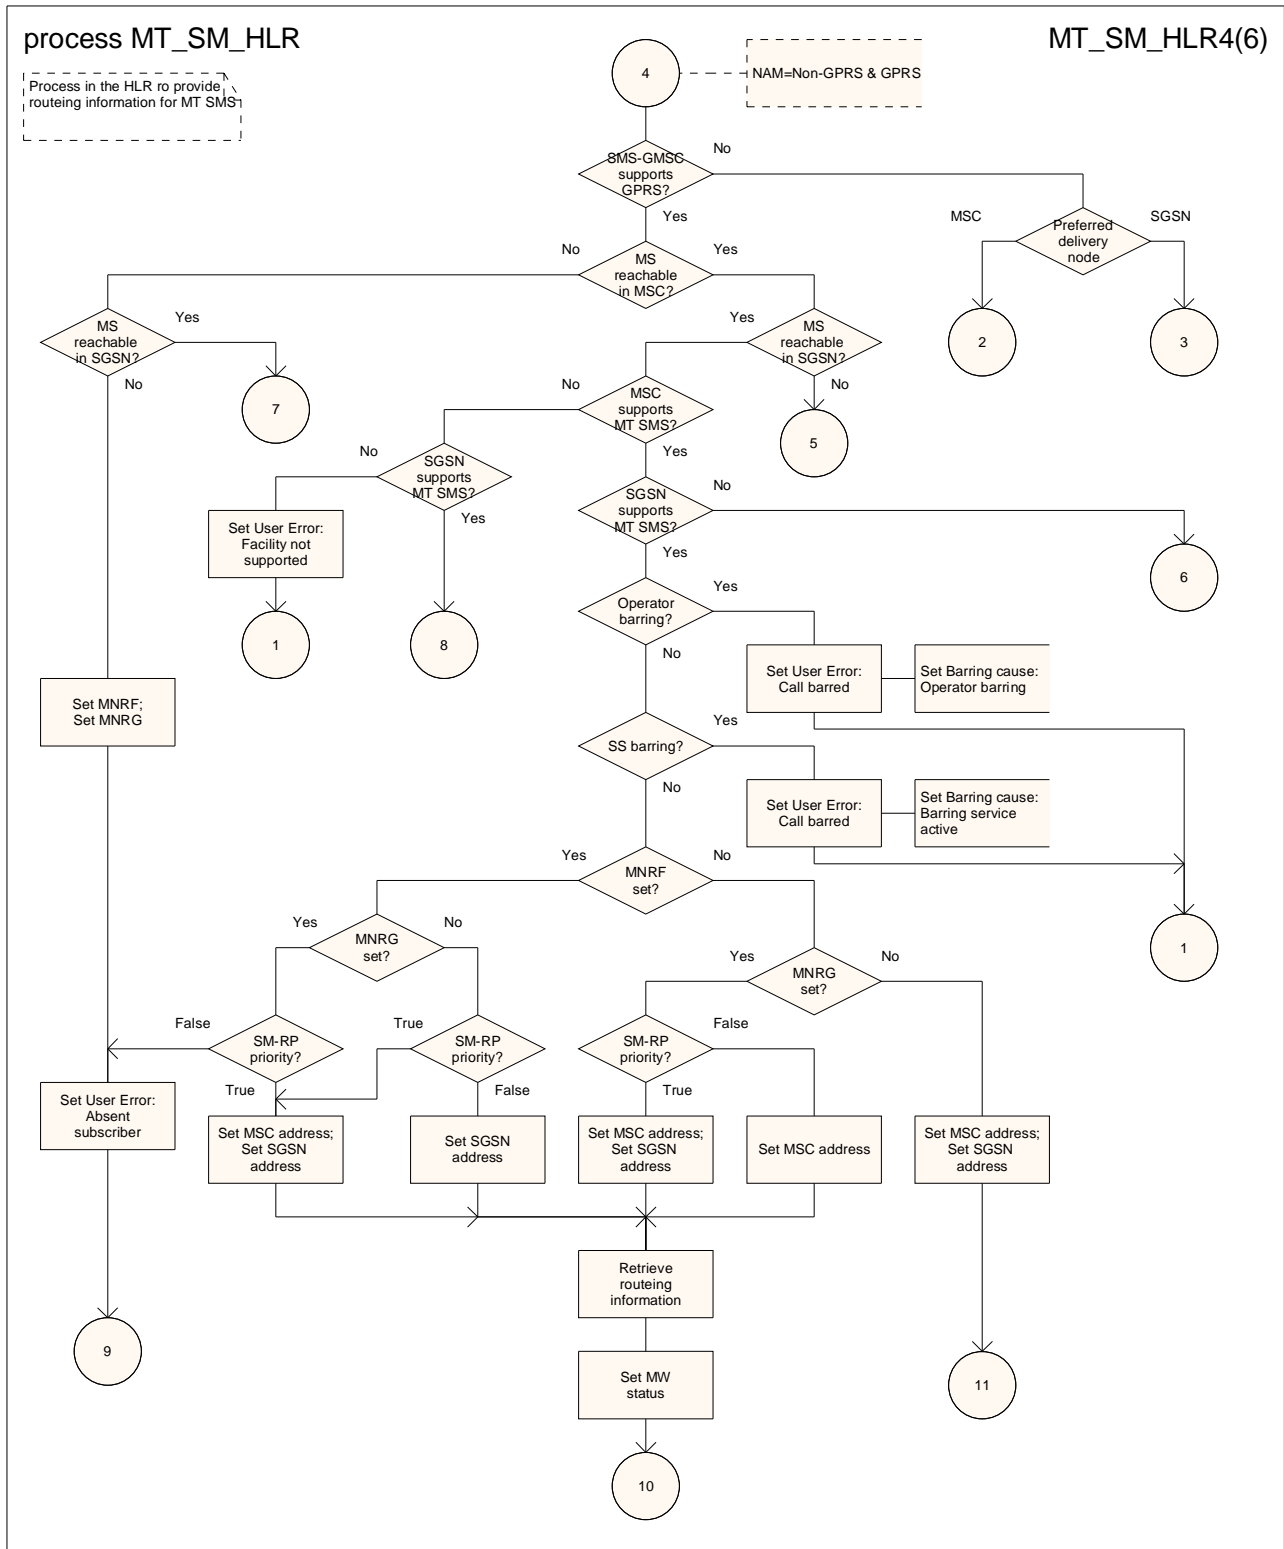 process MT_SM_HLR
MT_SM_HLR4(6)
Process in the HLR ro provide
routeing information for MT SMS
4
NAM=Non-GPRS & GPRS
SMS-GMSC
supports
GPRS?
No
Yes
MSC
Preferred
delivery
node
SGSN
No
MS
reachable
in MSC?
Yes
MS
reachable
in SGSN?
Yes
No
Yes
MS
reachable
in SGSN?
No
2
3
7
No
MSC
supports
MT SMS?
Yes
5
No
SGSN
supports
MT SMS?
Yes
SGSN
supports
MT SMS?
No
Yes
Set User Error:
Facility not
supported
6
1
8
Operator
barring?
Yes
No
Set User Error:
Call barred
Set Barring cause:
Operator barring
Set MNRF;
Set MNRG
SS barring?
Yes
No
Set User Error:
Call barred
Set Barring cause:
Barring service
active
Yes
MNRF
set?
No
Yes
MNRG
set?
No
Yes
MNRG
set?
No
1
False
SM-RP
priority?
True
True
SM-RP
priority?
False
SM-RP
priority?
False
True
Set User Error:
Absent
subscriber
Set MSC address;
Set SGSN
address
Set SGSN
address
Set MSC address;
Set SGSN
address
Set MSC address
Set MSC address;
Set SGSN
address
Retrieve
routeing
information
9
Set MW
status
11
10